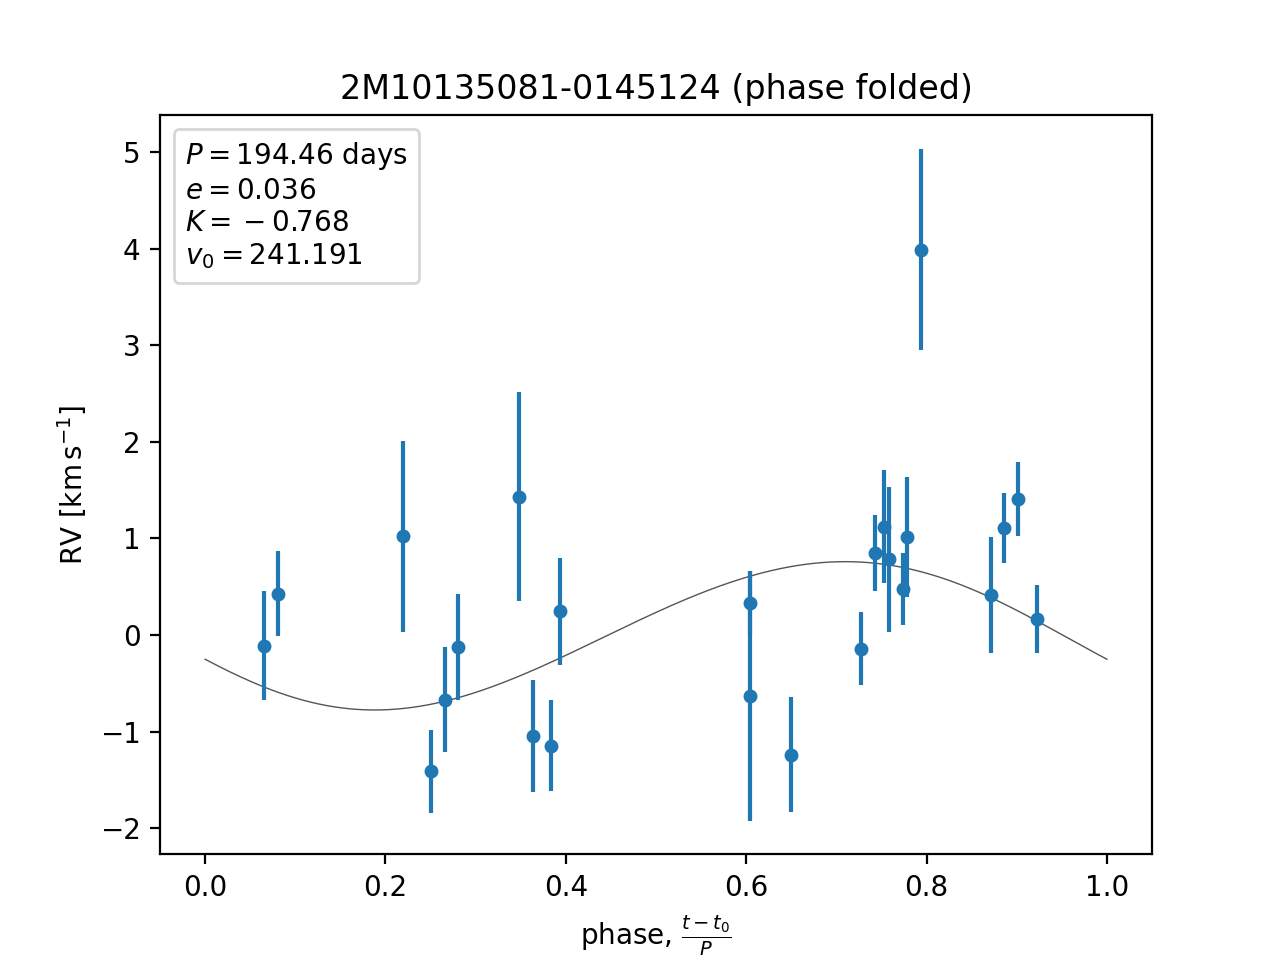 2M10135081-0145124 (phase folded)
P = 194.46 days
e = 0.036
K = −0.768
v₀ = 241.191
5
4
3
2
1
0
−1
−2
RV [km s⁻¹]
0.0 0.2 0.4 0.6 0.8 1.0
phase, (t − t₀)/P